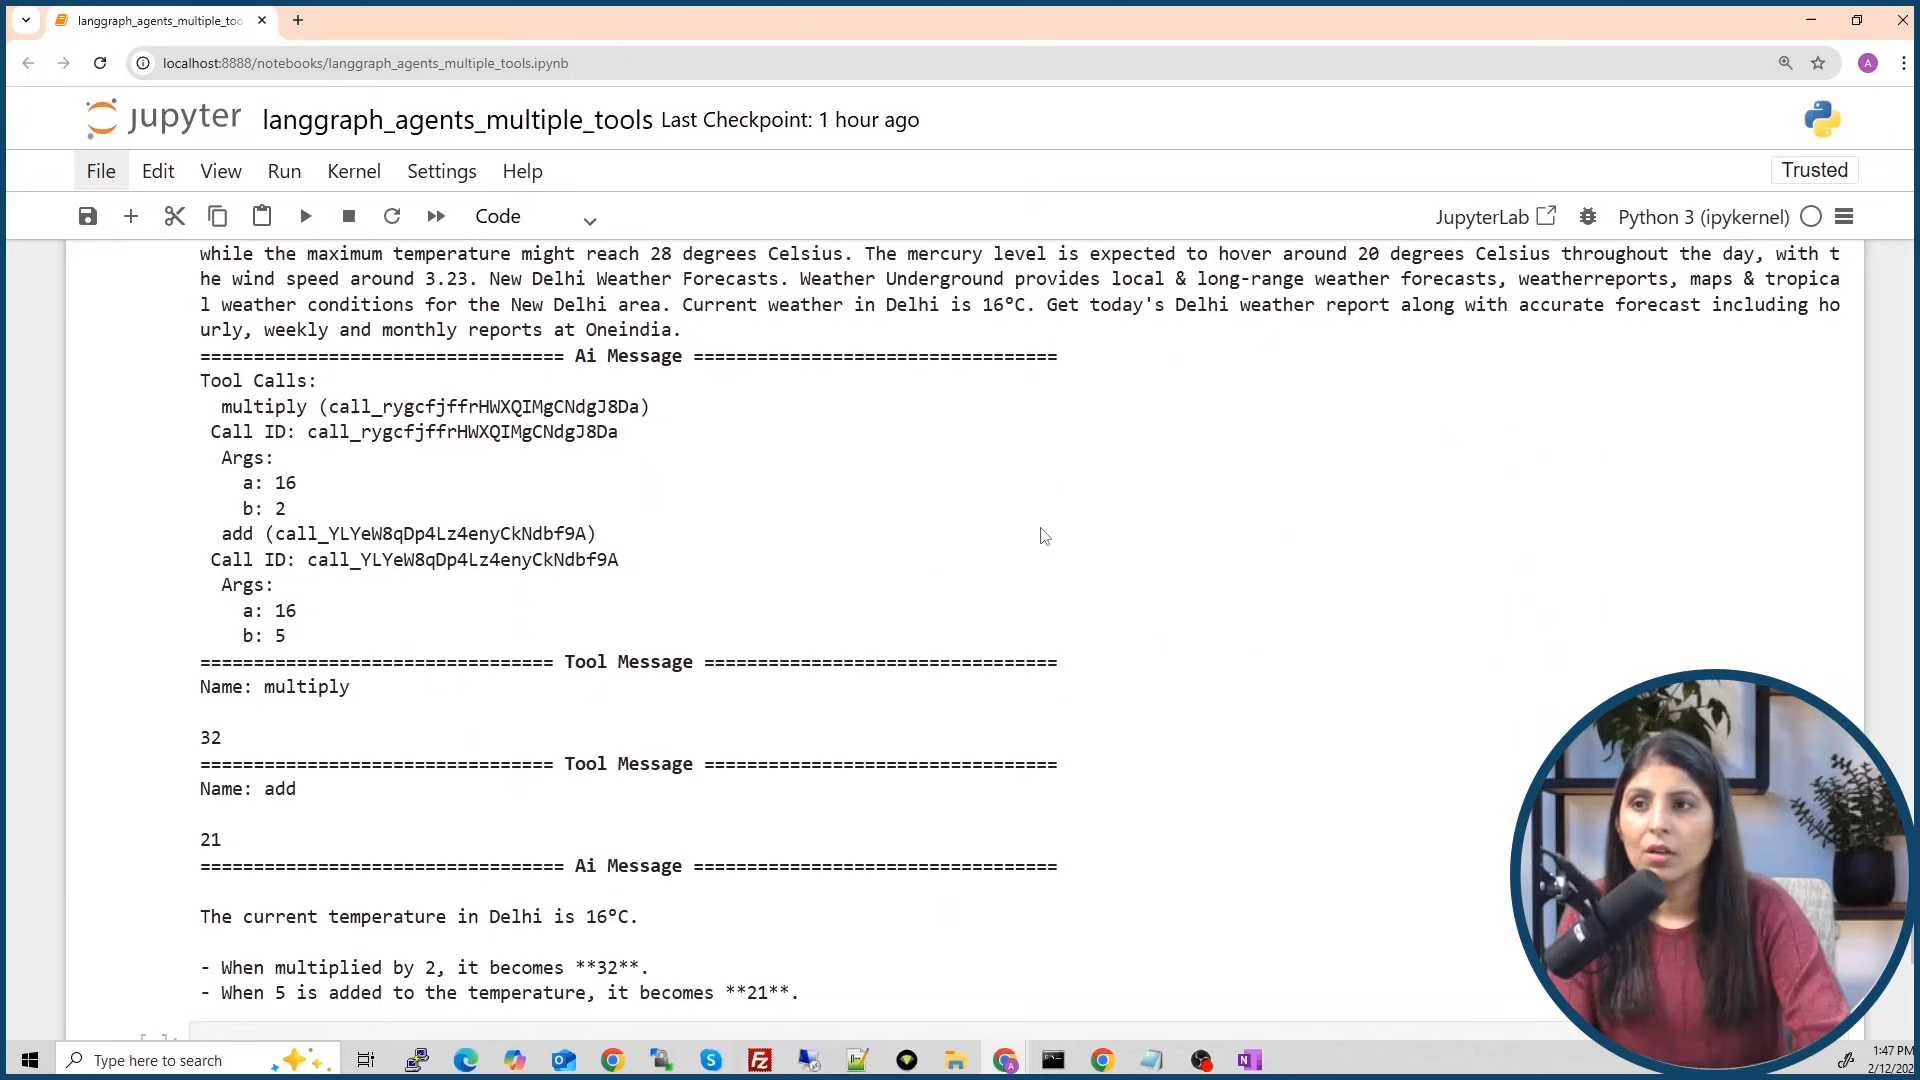 langgraph_agents_multiple_too
localhost:8888/notebooks/langgraph_agents_multiple_tools.ipynb
A
jupyter langgraph_agents_multiple_tools Last Checkpoint: 1 hour ago
File Edit View Run Kernel Settings Help
Trusted
Code
JupyterLab
Python 3 (ipykernel)
while the maximum temperature might reach 28 degrees Celsius. The mercury level is expected to hover around 20 degrees Celsius throughout the day, with t
he wind speed around 3.23. New Delhi Weather Forecasts. Weather Underground provides local & long-range weather forecasts, weatherreports, maps & tropica
l weather conditions for the New Delhi area. Current weather in Delhi is 16°C. Get today's Delhi weather report along with accurate forecast including ho
urly, weekly and monthly reports at Oneindia.
================================== Ai Message ==================================
Tool Calls:
multiply (call_rygcfjffrHWXQIMgCNdgJ8Da)
Call ID: call_rygcfjffrHWXQIMgCNdgJ8Da
Args:
a: 16
b: 2
add (call_YLYeW8qDp4Lz4enyCkNdbf9A)
Call ID: call_YLYeW8qDp4Lz4enyCkNdbf9A
Args:
a: 16
b: 5
================================= Tool Message =================================
Name: multiply
32
================================= Tool Message =================================
Name: add
21
================================== Ai Message ==================================
The current temperature in Delhi is 16°C.
- When multiplied by 2, it becomes **32**.
- When 5 is added to the temperature, it becomes **21**.
Type here to search
1:47 PM
2/12/202